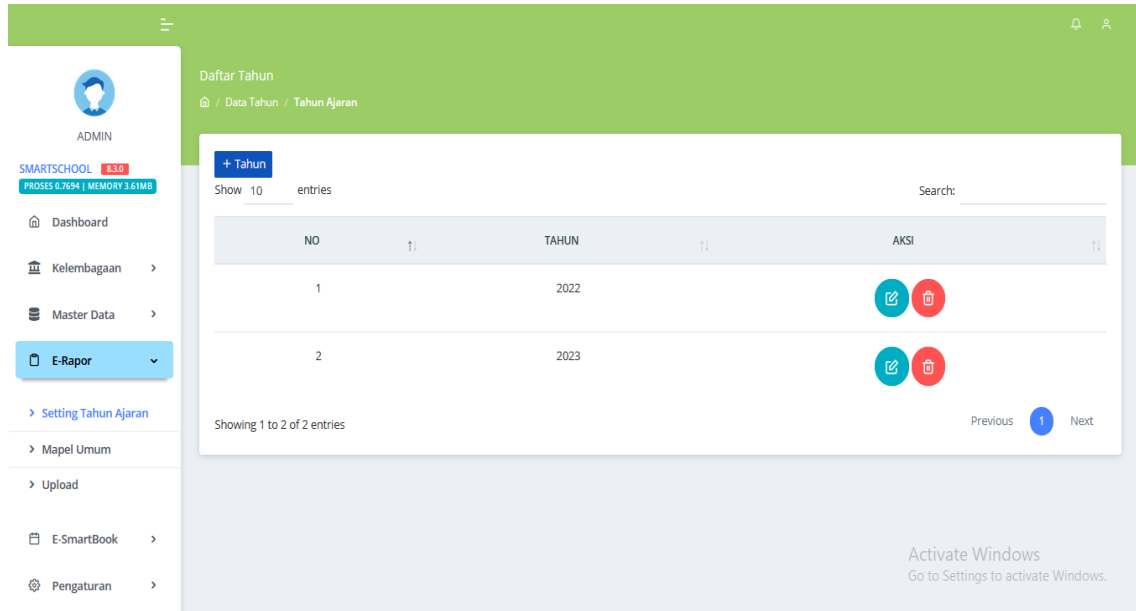 ADMIN
SMARTSCHOOL 8.3.0
PROSES 0.7694 | MEMORY 3.61MB
Dashboard
Kelembagaan
Master Data
E-Rapor
Setting Tahun Ajaran
Mapel Umum
Upload
E-SmartBook
Pengaturan
Daftar Tahun
/ Data Tahun / Tahun Ajaran
+ Tahun
Show 10 entries
Search:
NO TAHUN AKSI
1 2022
2 2023
Showing 1 to 2 of 2 entries
Previous 1 Next
Activate Windows
Go to Settings to activate Windows.